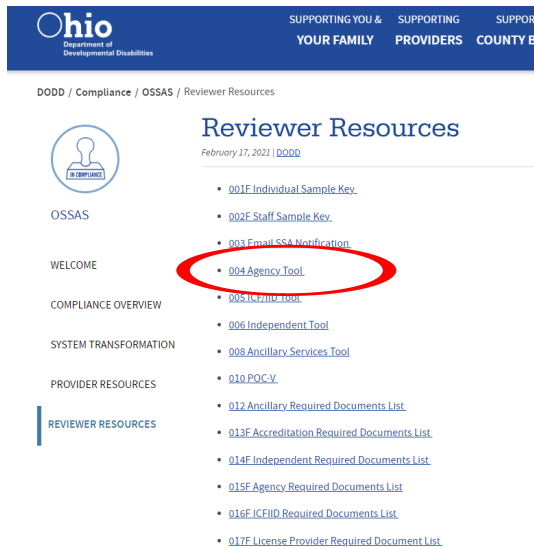 Ohio
Department of
Developmental Disabilities
SUPPORTING YOU &
YOUR FAMILY
SUPPORTING
PROVIDERS
SUPPOR
COUNTY B
DODD / Compliance / OSSAS / Reviewer Resources
IN COMPLIANCE
OSSAS
WELCOME
COMPLIANCE OVERVIEW
SYSTEM TRANSFORMATION
PROVIDER RESOURCES
REVIEWER RESOURCES
Reviewer Resources
February 17, 2021 | DODD
• 001F Individual Sample Key
• 002F Staff Sample Key
• 003 Email SSA Notification
• 004 Agency Tool
• 005 ICF/IID Tool
• 006 Independent Tool
• 008 Ancillary Services Tool
• 010 POC-V
• 012 Ancillary Required Documents List
• 013F Accreditation Required Documents List
• 014F Independent Required Documents List
• 015F Agency Required Documents List
• 016F ICFIID Required Documents List
• 017F License Provider Required Document List